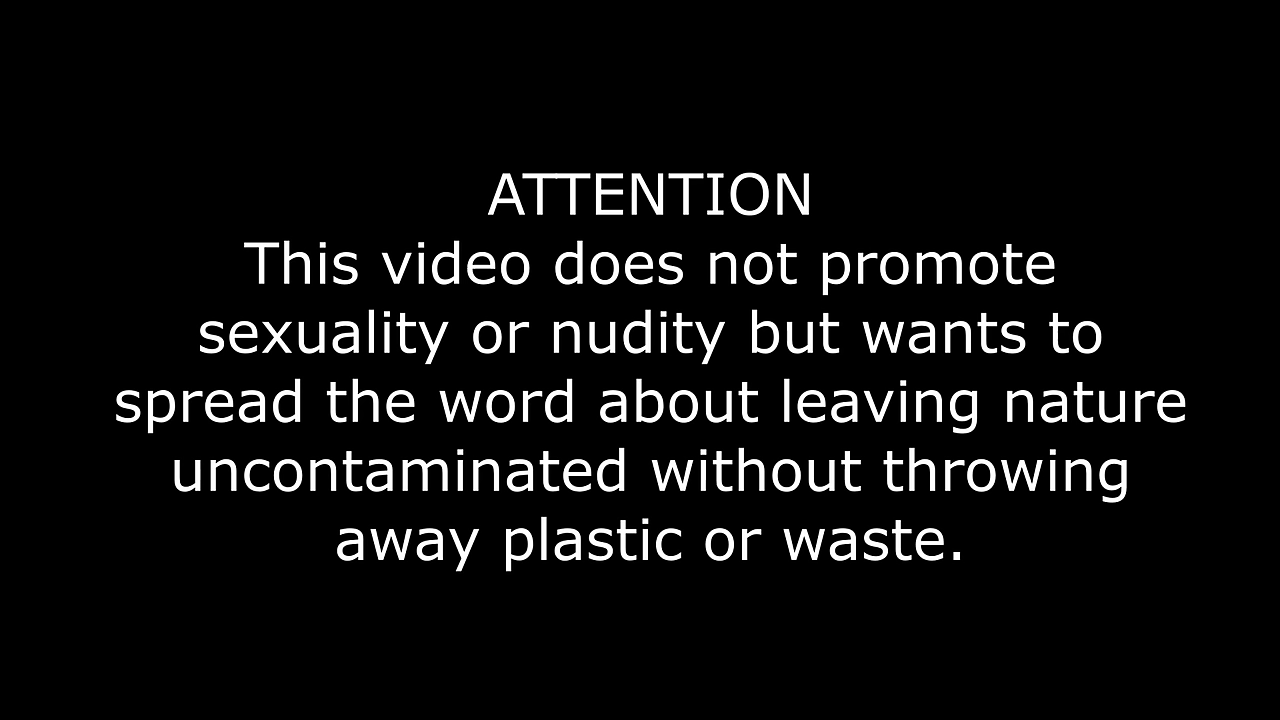 ATTENTION
This video does not promote
sexuality or nudity but wants to
spread the word about leaving nature
uncontaminated without throwing
away plastic or waste.